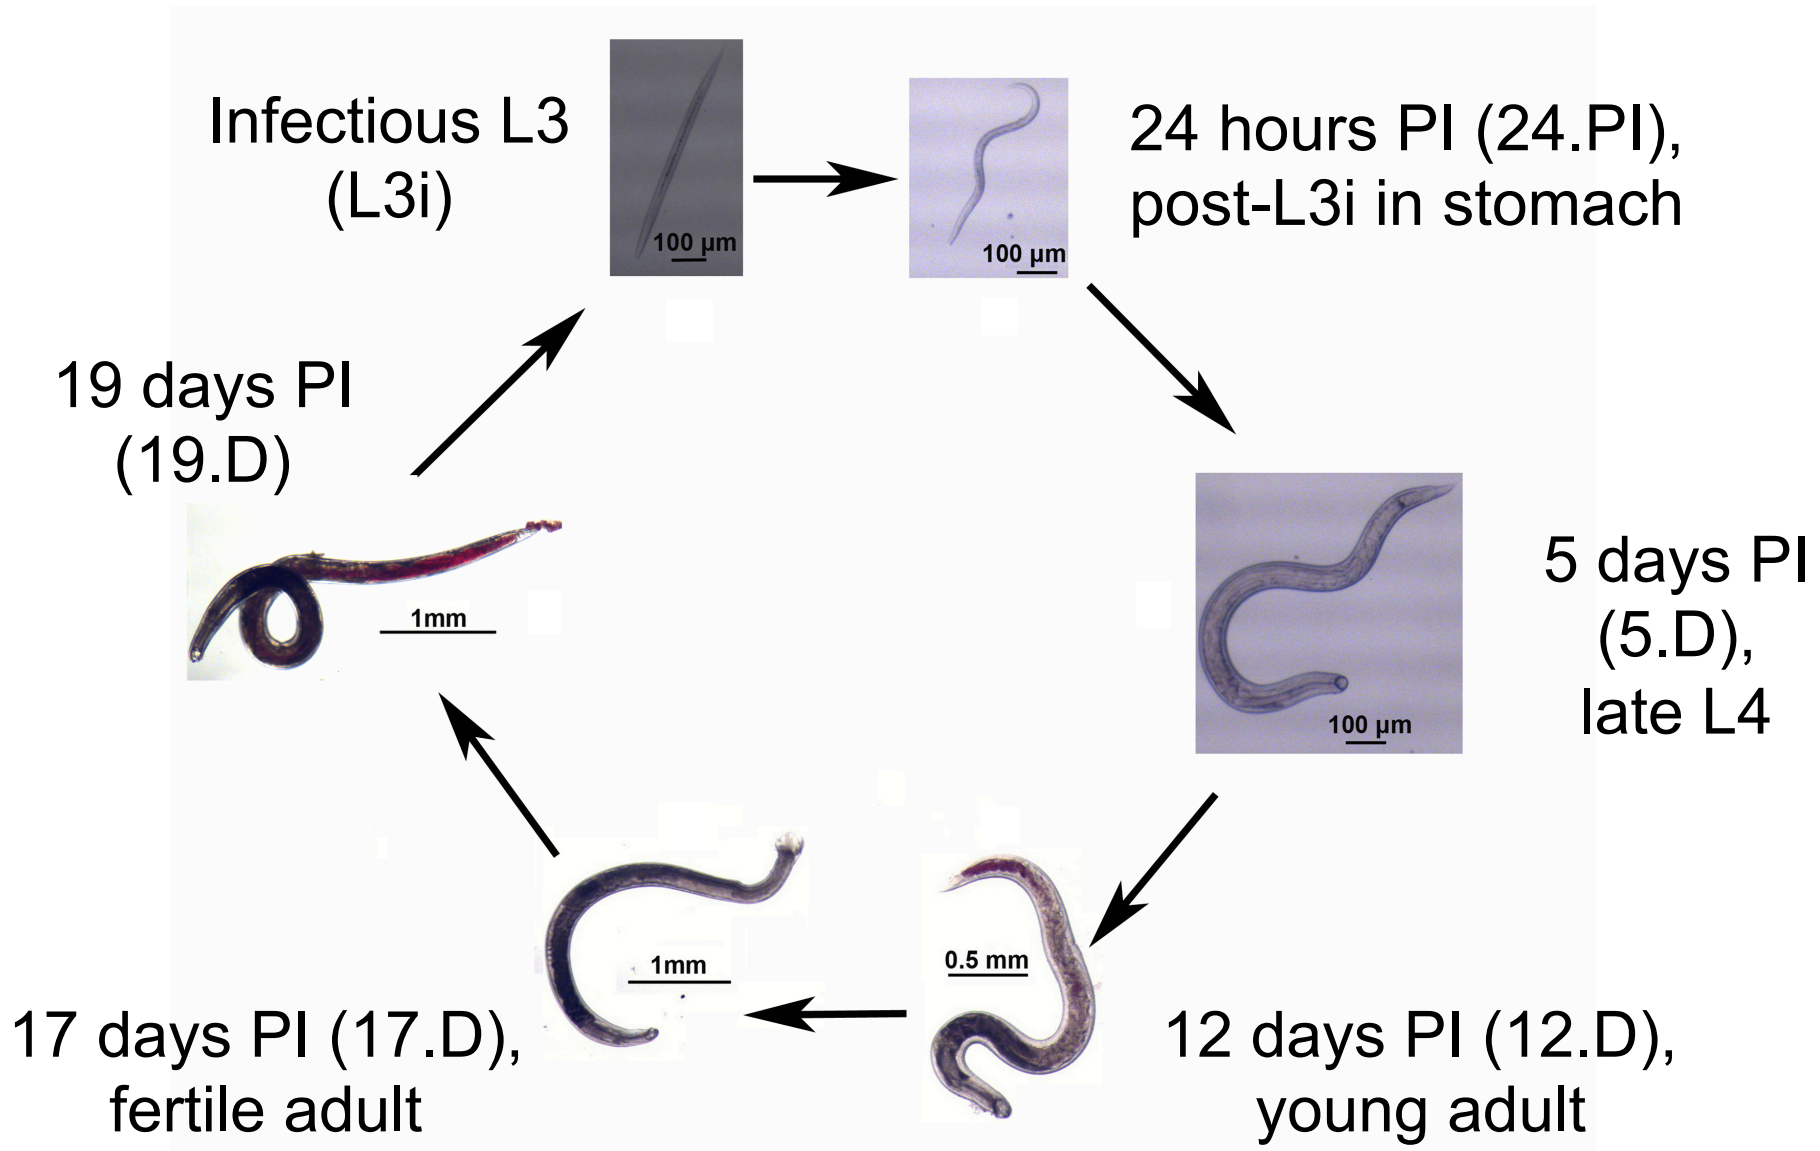 Infectious L3
(L3i)
100 µm
100 µm
24 hours PI (24.PI),
post-L3i in stomach
5 days PI
(5.D),
late L4
100 µm
12 days PI (12.D),
young adult
0.5 mm
17 days PI (17.D),
fertile adult
1mm
19 days PI
(19.D)
1mm